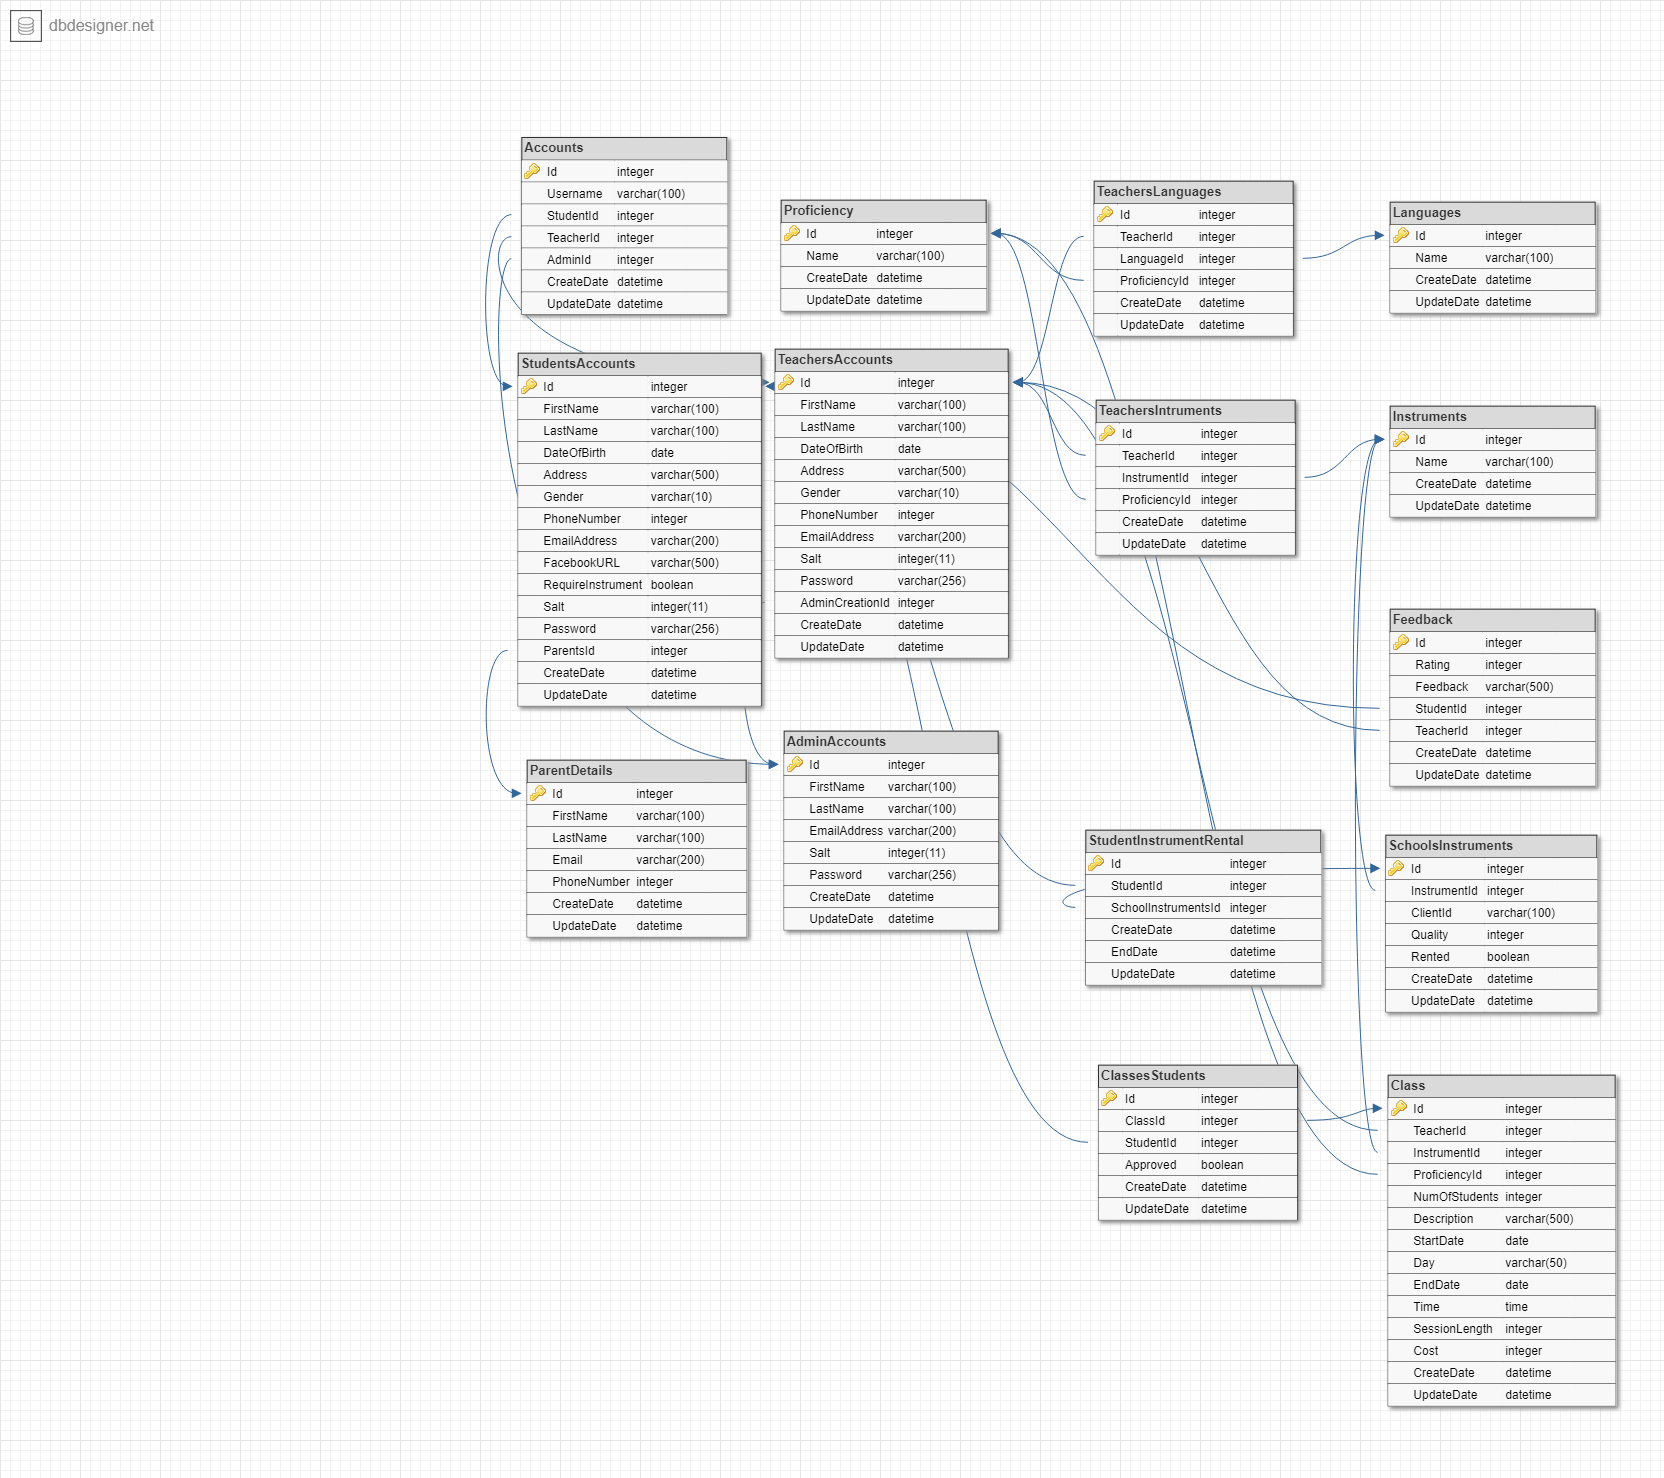 dbdesigner.net
Accounts
Id integer
Username varchar(100)
StudentId integer
TeacherId integer
AdminId integer
CreateDate datetime
UpdateDate datetime
Proficiency
Id integer
Name varchar(100)
CreateDate datetime
UpdateDate datetime
TeachersLanguages
Id integer
TeacherId integer
LanguageId integer
ProficiencyId integer
CreateDate datetime
UpdateDate datetime
Languages
Id integer
Name varchar(100)
CreateDate datetime
UpdateDate datetime
StudentsAccounts
Id integer
FirstName varchar(100)
LastName varchar(100)
DateOfBirth date
Address varchar(500)
Gender varchar(10)
PhoneNumber integer
EmailAddress varchar(200)
FacebookURL varchar(500)
RequireInstrument boolean
Salt integer(11)
Password varchar(256)
ParentsId integer
CreateDate datetime
UpdateDate datetime
TeachersAccounts
Id integer
FirstName varchar(100)
LastName varchar(100)
DateOfBirth date
Address varchar(500)
Gender varchar(10)
PhoneNumber integer
EmailAddress varchar(200)
Salt integer(11)
Password varchar(256)
AdminCreationId integer
CreateDate datetime
UpdateDate datetime
TeachersIntruments
Id integer
TeacherId integer
InstrumentId integer
ProficiencyId integer
CreateDate datetime
UpdateDate datetime
Instruments
Id integer
Name varchar(100)
CreateDate datetime
UpdateDate datetime
Feedback
Id integer
Rating integer
Feedback varchar(500)
StudentId integer
TeacherId integer
CreateDate datetime
UpdateDate datetime
ParentDetails
Id integer
FirstName varchar(100)
LastName varchar(100)
Email varchar(200)
PhoneNumber integer
CreateDate datetime
UpdateDate datetime
AdminAccounts
Id integer
FirstName varchar(100)
LastName varchar(100)
EmailAddress varchar(200)
Salt integer(11)
Password varchar(256)
CreateDate datetime
UpdateDate datetime
StudentInstrumentRental
Id integer
StudentId integer
SchoolInstrumentsId integer
CreateDate datetime
EndDate datetime
UpdateDate datetime
SchoolsInstruments
Id integer
InstrumentId integer
ClientId varchar(100)
Quality integer
Rented boolean
CreateDate datetime
UpdateDate datetime
ClassesStudents
Id integer
ClassId integer
StudentId integer
Approved boolean
CreateDate datetime
UpdateDate datetime
Class
Id integer
TeacherId integer
InstrumentId integer
ProficiencyId integer
NumOfStudents integer
Description varchar(500)
StartDate date
Day varchar(50)
EndDate date
Time time
SessionLength integer
Cost integer
CreateDate datetime
UpdateDate datetime